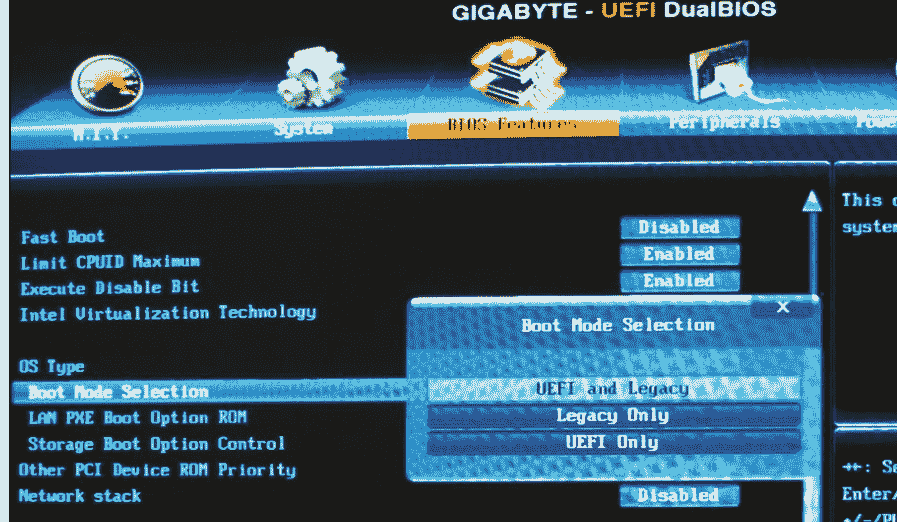 GIGABYTE - UEFI DualBIOS
M.I.T.
System
BIOS Features
Peripherals
Fast Boot
Disabled
This
Limit CPUID Maximum
Enabled
system
Execute Disable Bit
Enabled
Intel Virtualization Technology
Boot Mode Selection
X
OS Type
Boot Mode Selection
UEFI and Legacy
LAN PXE Boot Option ROM
Legacy Only
Storage Boot Option Control
UEFI Only
Other PCI Device ROM Priority
Network stack
Disabled
Enter/